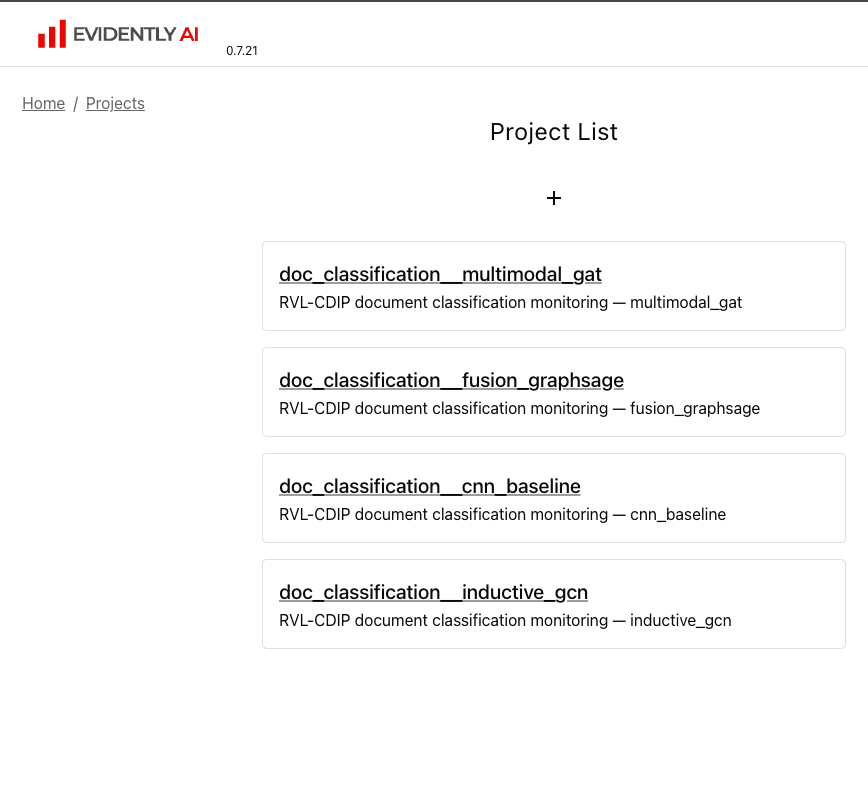 EVIDENTLY AI
0.7.21
Home / Projects
Project List
+
doc_classification__multimodal_gat
RVL-CDIP document classification monitoring — multimodal_gat
doc_classification__fusion_graphsage
RVL-CDIP document classification monitoring — fusion_graphsage
doc_classification__cnn_baseline
RVL-CDIP document classification monitoring — cnn_baseline
doc_classification__inductive_gcn
RVL-CDIP document classification monitoring — inductive_gcn